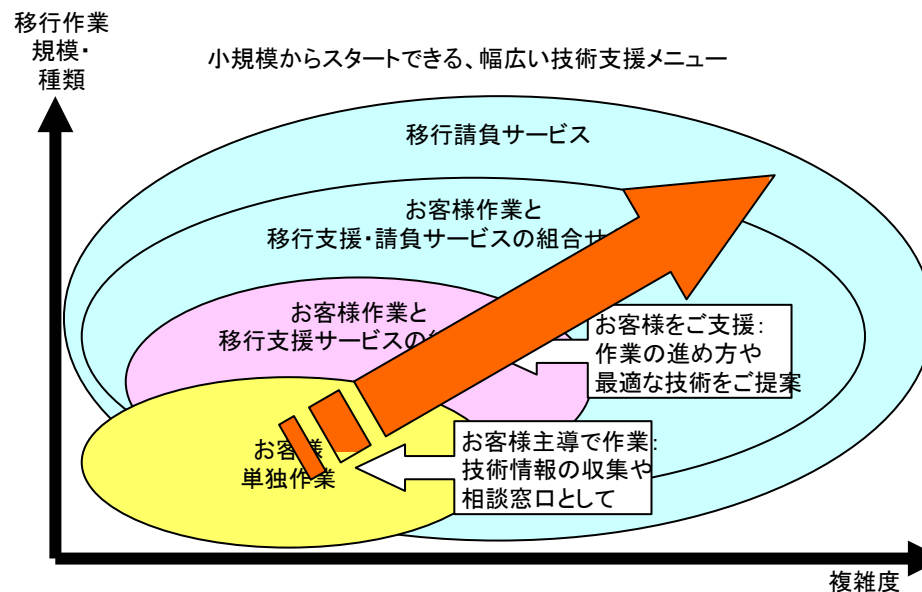 移行作業
規模・
種類
小規模からスタートできる、幅広い技術支援メニュー
移行請負サービス
お客様作業と
移行支援・請負サービスの組合せ
お客様作業と
移行支援サービスの
お客様をご支援：
作業の進め方や
最適な技術をご提案
お客様
単独作業
お客様主導で作業：
技術情報の収集や
相談窓口として
複雑度